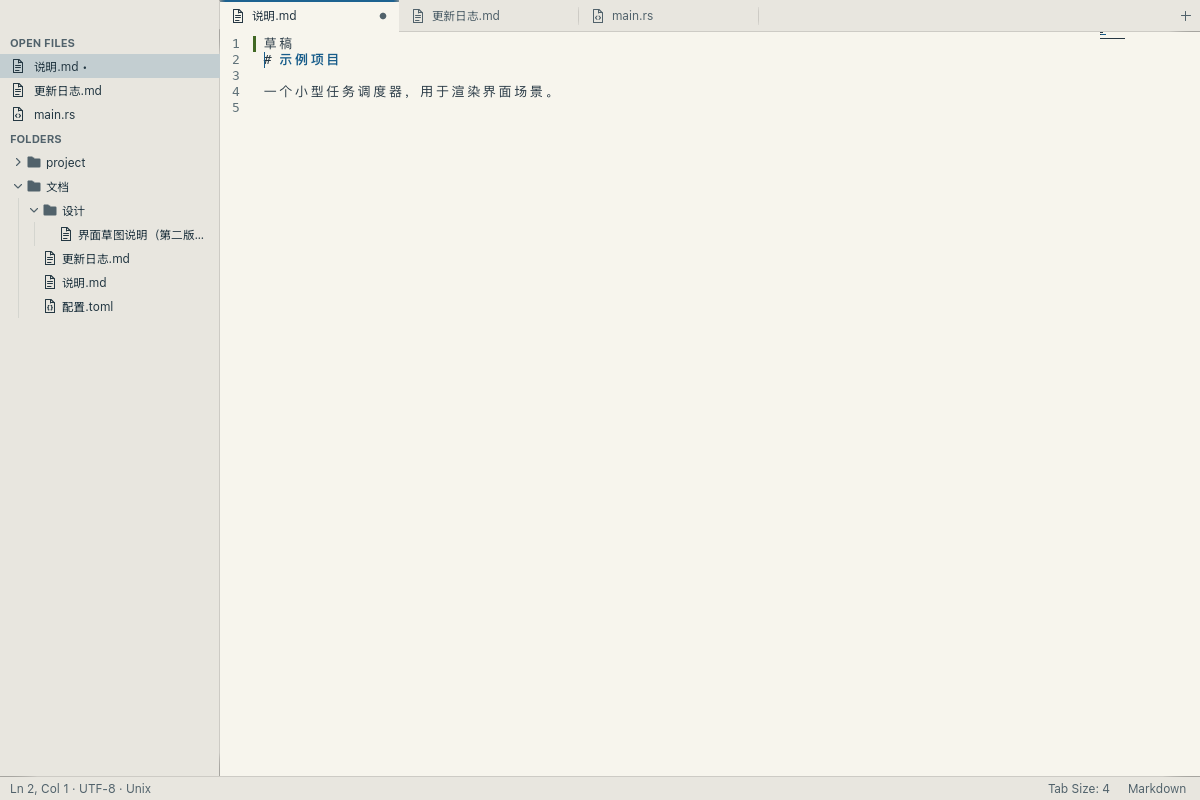 说明.md
更新日志.md
main.rs
OPEN FILES
说明.md •
更新日志.md
main.rs
FOLDERS
project
文档
设计
界面草图说明（第二版...
更新日志.md
说明.md
配置.toml
1 草稿
2 # 示例项目
3
4 一个小型任务调度器，用于渲染界面场景。
5
Ln 2, Col 1 · UTF-8 · Unix
Tab Size: 4 Markdown